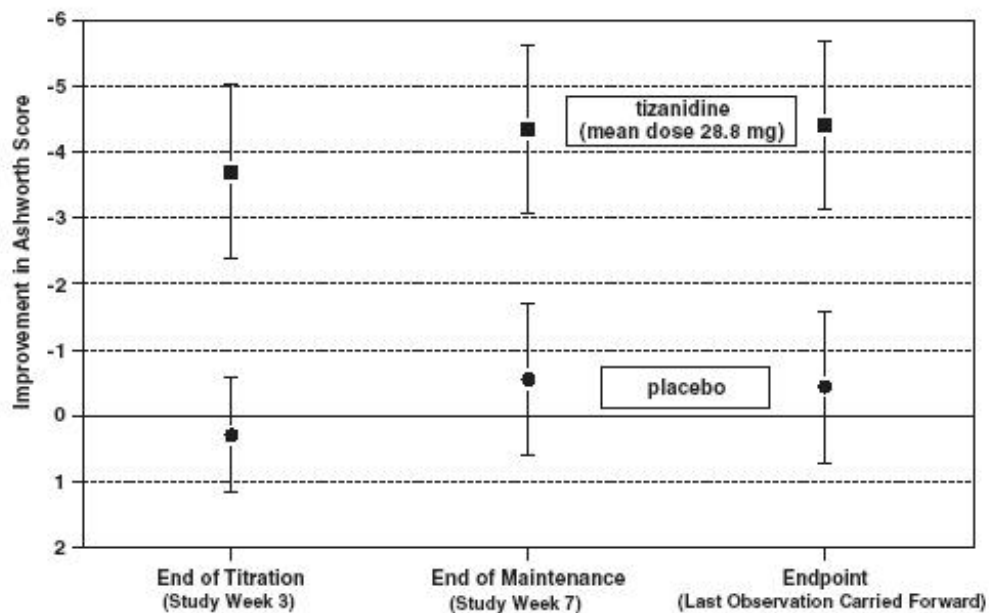 Improvement in Ashworth Score
-6
-5
-4
-3
-2
-1
0
1
2
tizanidine
(mean dose 28.8 mg)
placebo
End of Titration
(Study Week 3)
End of Maintenance
(Study Week 7)
Endpoint
(Last Observation Carried Forward)